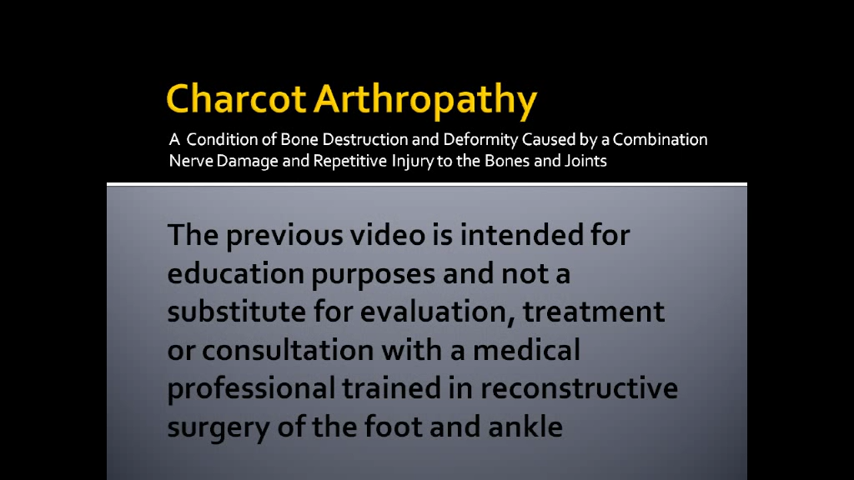 Charcot Arthropathy
A Condition of Bone Destruction and Deformity Caused by a Combination
Nerve Damage and Repetitive Injury to the Bones and Joints
The previous video is intended for
education purposes and not a
substitute for evaluation, treatment
or consultation with a medical
professional trained in reconstructive
surgery of the foot and ankle